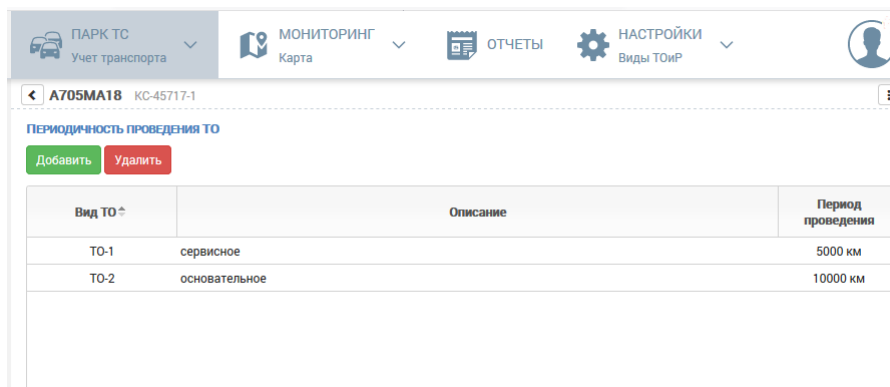 ПАРК ТС
Учет транспорта
МОНИТОРИНГ
Карта
ОТЧЕТЫ
НАСТРОЙКИ
Виды ТОиР
А705МА18 КС-45717-1
Периодичность проведения ТО
Добавить Удалить
Вид ТО Описание Период
проведения
ТО-1 сервисное 5000 км
ТО-2 основательное 10000 км